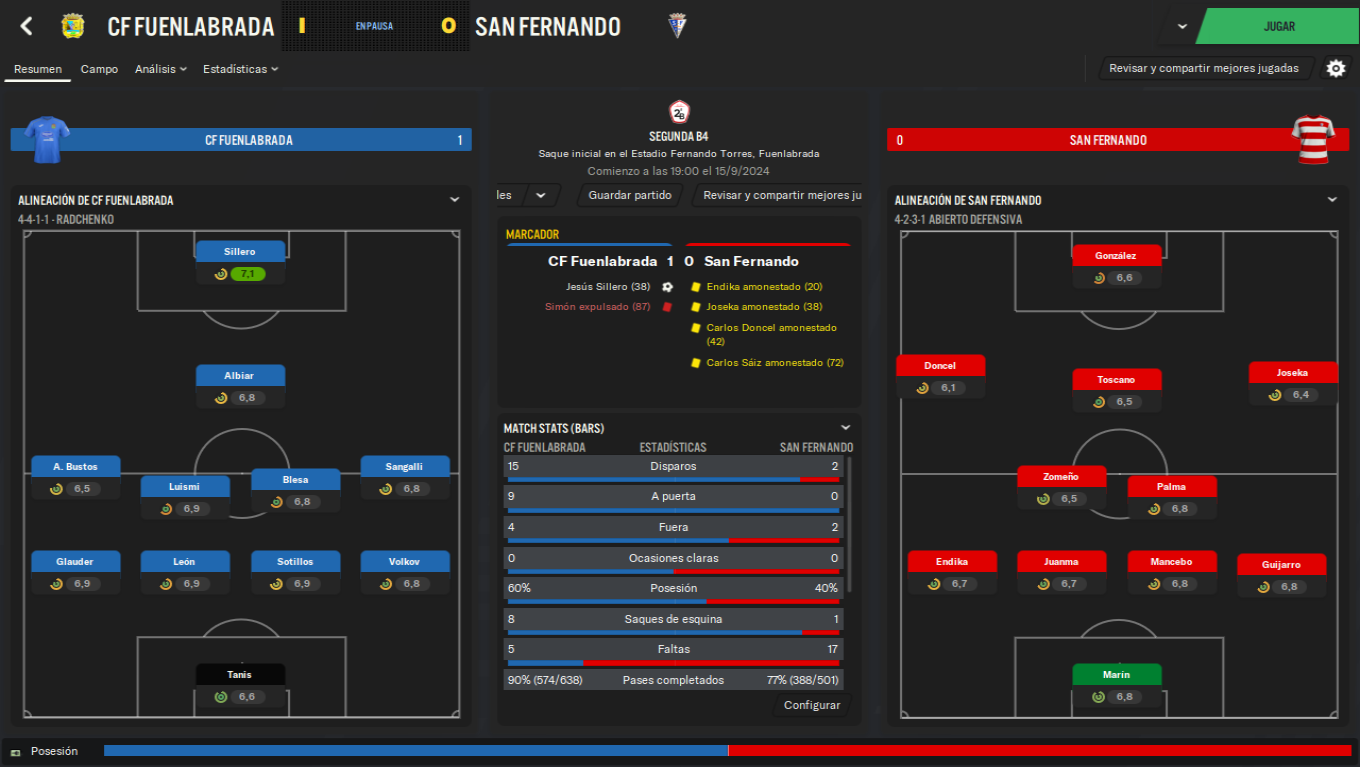 CF FUENLABRADA 1 EN PAUSA 0 SAN FERNANDO
JUGAR
Resumen Campo Análisis Estadísticas
Revisar y compartir mejores jugadas
CF FUENLABRADA 1
2B
SEGUNDA B4
Saque inicial en el Estadio Fernando Torres, Fuenlabrada
Comienzo a las 19:00 el 15/9/2024
les Guardar partido Revisar y compartir mejores ju
0 SAN FERNANDO
ALINEACIÓN DE CF FUENLABRADA
4-4-1-1 - RADCHENKO
Sillero
7,1
Albiar
6,8
A. Bustos
6,5
Luismi
6,9
Blesa
6,8
Sangalli
6,8
Glauder
6,9
León
6,9
Sotillos
6,9
Volkov
6,8
Tanis
6,6
MARCADOR
CF Fuenlabrada 1 0 San Fernando
Jesús Sillero (38)
Simón expulsado (87)
Endika amonestado (20)
Joseka amonestado (38)
Carlos Doncel amonestado
(42)
Carlos Sáiz amonestado (72)
MATCH STATS (BARS)
CF FUENLABRADA ESTADÍSTICAS SAN FERNANDO
15 Disparos 2
9 A puerta 0
4 Fuera 2
0 Ocasiones claras 0
60% Posesión 40%
8 Saques de esquina 1
5 Faltas 17
90% (574/638) Pases completados 77% (388/501)
Configurar
ALINEACIÓN DE SAN FERNANDO
4-2-3-1 ABIERTO DEFENSIVA
González
6,6
Doncel
6,1
Toscano
6,5
Joseka
6,4
Zomeño
6,5
Palma
6,8
Endika
6,7
Juanma
6,7
Mancebo
6,8
Guijarro
6,8
Marín
6,8
Posesión